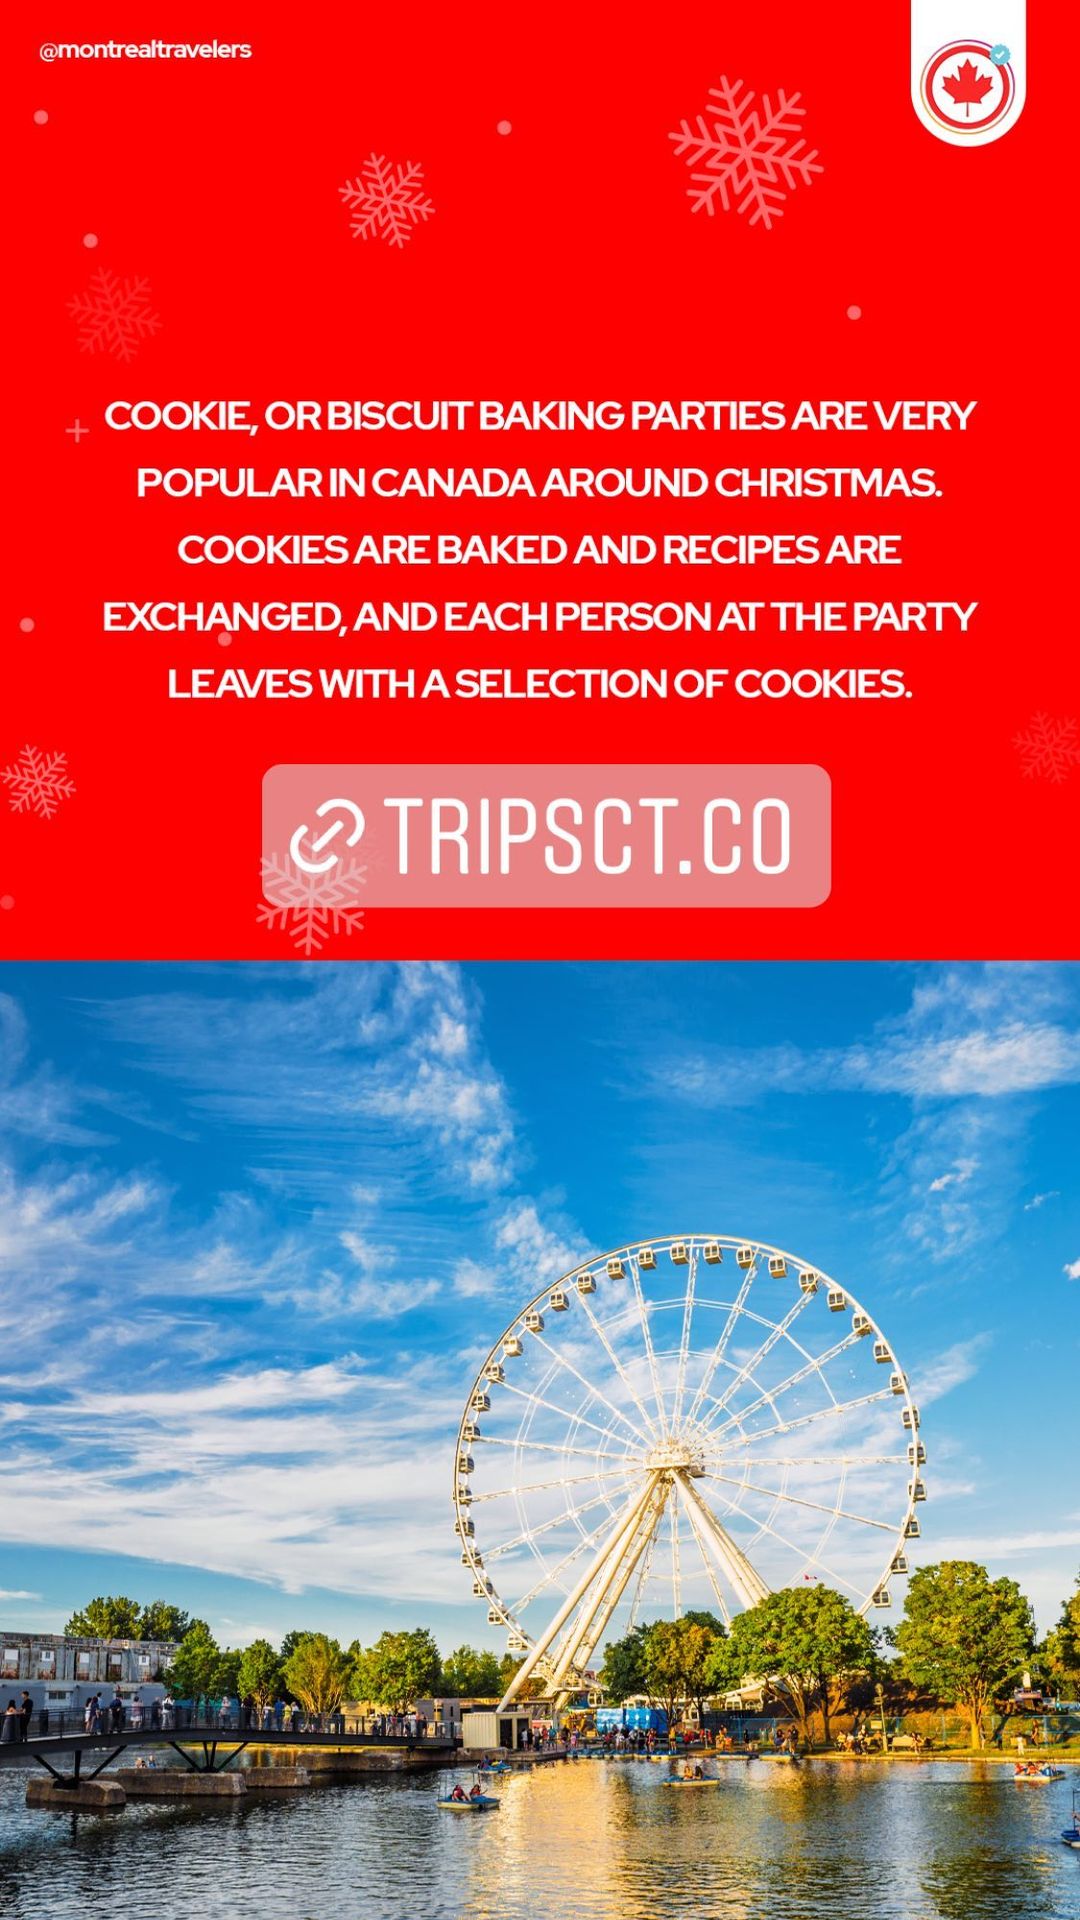 @montrealtravelers
COOKIE, OR BISCUIT BAKING PARTIES ARE VERY
POPULAR IN CANADA AROUND CHRISTMAS.
COOKIES ARE BAKED AND RECIPES ARE
EXCHANGED, AND EACH PERSON AT THE PARTY
LEAVES WITH A SELECTION OF COOKIES.
TRIPSCT.CO